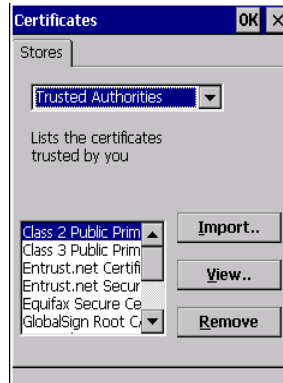 Certificates OK ×
Stores
Trusted Authorities
Lists the certificates
trusted by you
Class 2 Public Prim
Class 3 Public Prim
Entrust.net Certifi
Entrust.net Secur
Equifax Secure Ce
GlobalSign Root C
Import..
View..
Remove